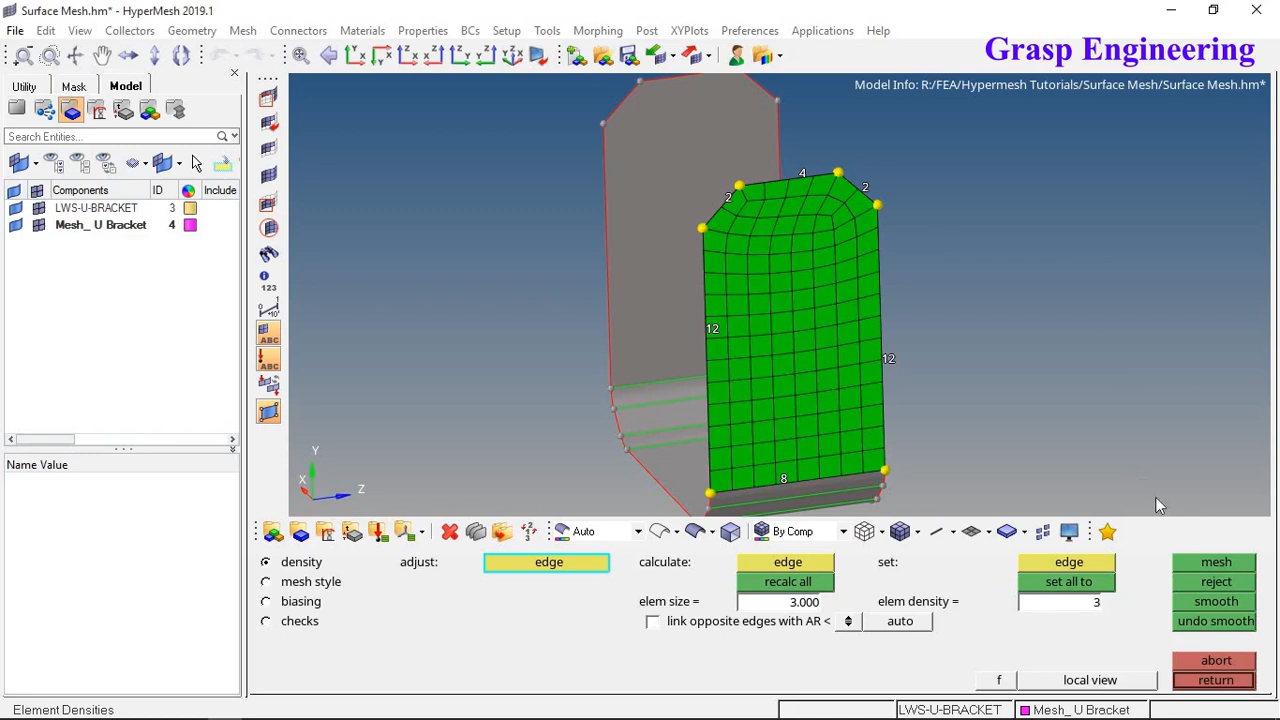 Surface Mesh.hm* - HyperMesh 2019.1
File Edit View Collectors Geometry Mesh Connectors Materials Properties BCs Setup Tools Morphing Post XYPlots Preferences Applications Help
Grasp Engineering
Utility Mask Model
Model Info: R:/FEA/Hypermesh Tutorials/Surface Mesh/Surface Mesh.hm*
Search Entities...
Components ID Include
LWS-U-BRACKET 3
Mesh_ U Bracket 4
123
ABC
ABC
4
2
2
12
12
8
Y
X
Z
Name Value
Auto
By Comp
density adjust: edge calculate: edge set: edge mesh
mesh style recalc all set all to reject
biasing elem size = 3.000 elem density = 3 smooth
checks link opposite edges with AR < auto undo smooth
abort
f local view return
Element Densities LWS-U-BRACKET Mesh_ U Bracket